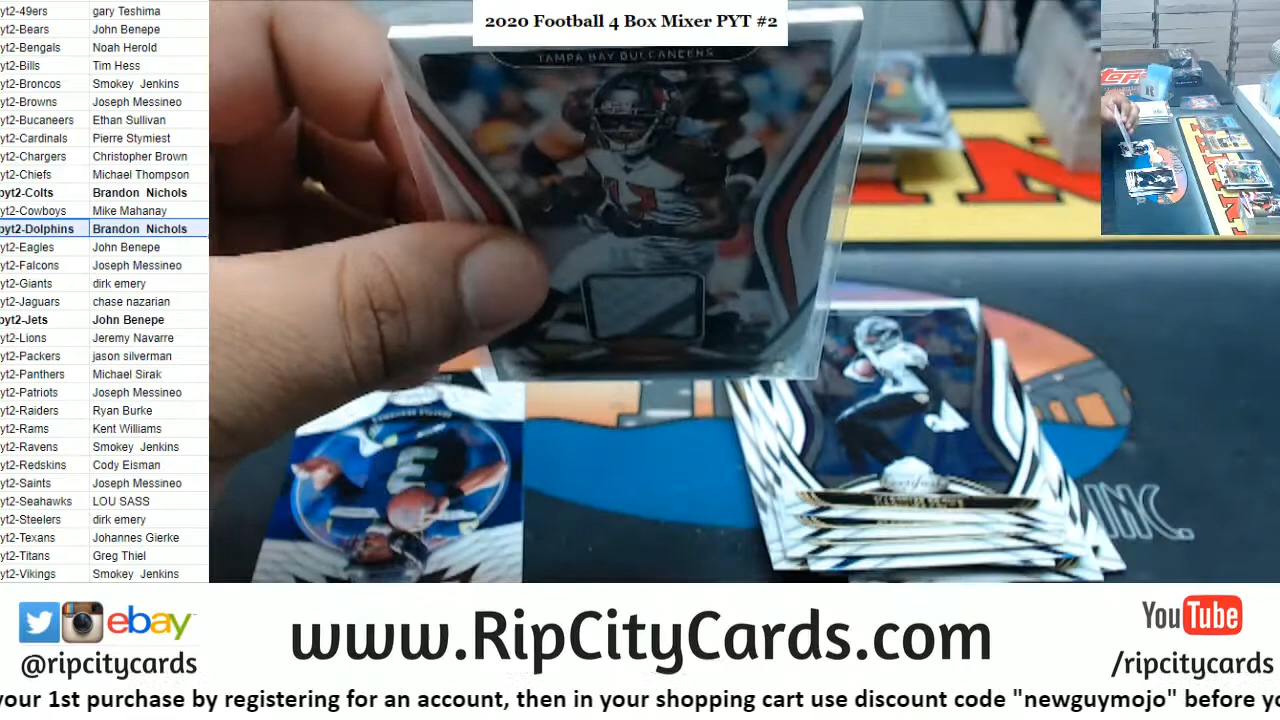 2020 Football 4 Box Mixer PYT #2
yt2-49ers gary Teshima
yt2-Bears John Benepe
yt2-Bengals Noah Herold
yt2-Bills Tim Hess
yt2-Broncos Smokey Jenkins
yt2-Browns Joseph Messineo
yt2-Bucaneers Ethan Sullivan
yt2-Cardinals Pierre Stymiest
yt2-Chargers Christopher Brown
yt2-Chiefs Michael Thompson
pyt2-Colts Brandon Nichols
yt2-Cowboys Mike Mahanay
pyt2-Dolphins Brandon Nichols
yt2-Eagles John Benepe
yt2-Falcons Joseph Messineo
yt2-Giants dirk emery
yt2-Jaguars chase nazarian
pyt2-Jets John Benepe
yt2-Lions Jeremy Navarre
yt2-Packers jason silverman
yt2-Panthers Michael Sirak
yt2-Patriots Joseph Messineo
yt2-Raiders Ryan Burke
yt2-Rams Kent Williams
yt2-Ravens Smokey Jenkins
yt2-Redskins Cody Eisman
yt2-Saints Joseph Messineo
yt2-Seahawks LOU SASS
yt2-Steelers dirk emery
yt2-Texans Johannes Gierke
yt2-Titans Greg Thiel
yt2-Vikings Smokey Jenkins
TAMPA BAY BUCCANEERS
13
3
INC.
topps
ebay
@ripcitycards
www.RipCityCards.com
YouTube
/ripcitycards
your 1st purchase by registering for an account, then in your shopping cart use discount code "newguymojo" before yo